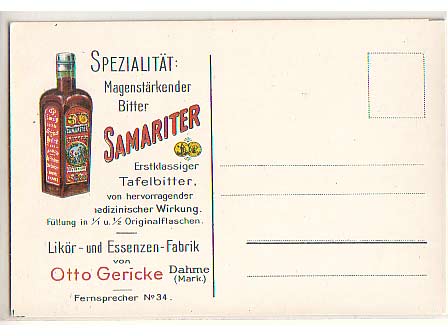 SPEZIALITÄT:
Magenstärkender
Bitter
SAMARITER
Erstklassiger
Tafelbitter,
von hervorragender
medizinischer Wirkung.
Füllung in 1/1 u. 1/2 Originalflaschen.
Likör- und Essenzen-Fabrik
von
Otto Gericke Dahme
(Mark.)
Fernsprecher No 34.
SAMARITER